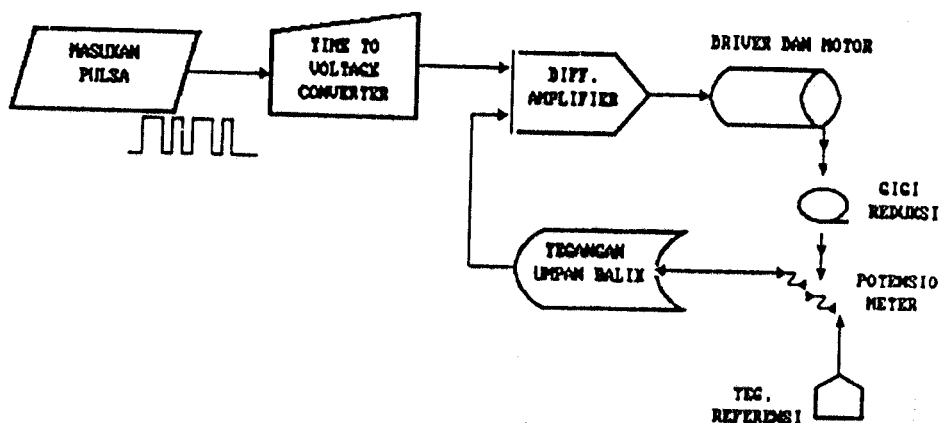 MASUKAN
PULSA
TIME TO
VOLTAGE
CONVERTER
DIFF.
AMPLIFIER
DRIVER DAN MOTOR
GIGI
REDUKSI
TEGANGAN
UMPAN BALIK
POTENSIO
METER
TEG.
REFERENSI